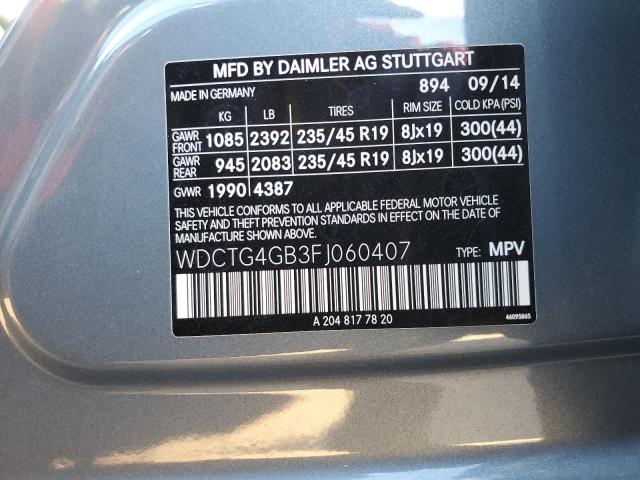 MFD BY DAIMLER AG STUTTGART
MADE IN GERMANY 894 09/14
KG LB TIRES RIM SIZE COLD KPA(PSI)
GAWR FRONT 1085 2392 235/45 R19 8Jx19 300(44)
GAWR REAR 945 2083 235/45 R19 8Jx19 300(44)
GVWR 1990 4387
THIS VEHICLE CONFORMS TO ALL APPLICABLE FEDERAL MOTOR VEHICLE
SAFETY AND THEFT PREVENTION STANDARDS IN EFFECT ON THE DATE OF
MANUFACTURE SHOWN ABOVE.
WDCTG4GB3FJ060407 TYPE: MPV
A 204 817 78 20 46095865